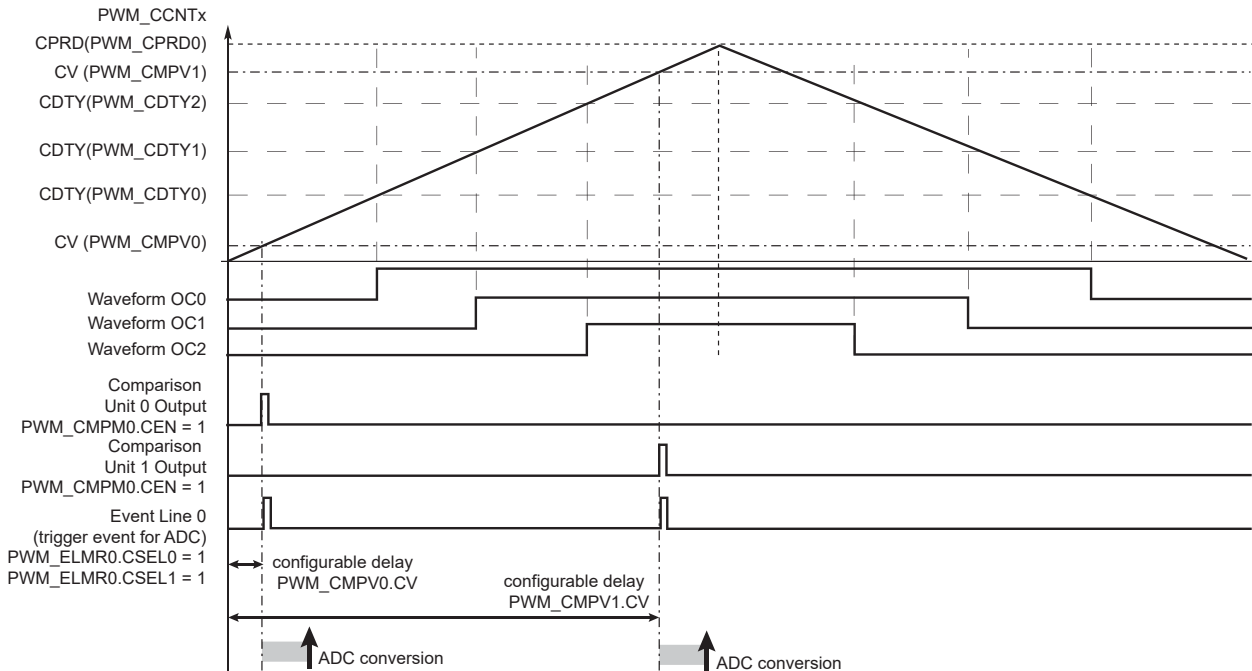 PWM_CCNTx
CPRD(PWM_CPRD0)
CV (PWM_CMPV1)
CDTY(PWM_CDTY2)
CDTY(PWM_CDTY1)
CDTY(PWM_CDTY0)
CV (PWM_CMPV0)
Waveform OC0
Waveform OC1
Waveform OC2
Comparison
Unit 0 Output
PWM_CMPM0.CEN = 1
Comparison
Unit 1 Output
PWM_CMPM0.CEN = 1
Event Line 0
(trigger event for ADC)
PWM_ELMR0.CSEL0 = 1
PWM_ELMR0.CSEL1 = 1
configurable delay
PWM_CMPV0.CV
configurable delay
PWM_CMPV1.CV
ADC conversion
ADC conversion